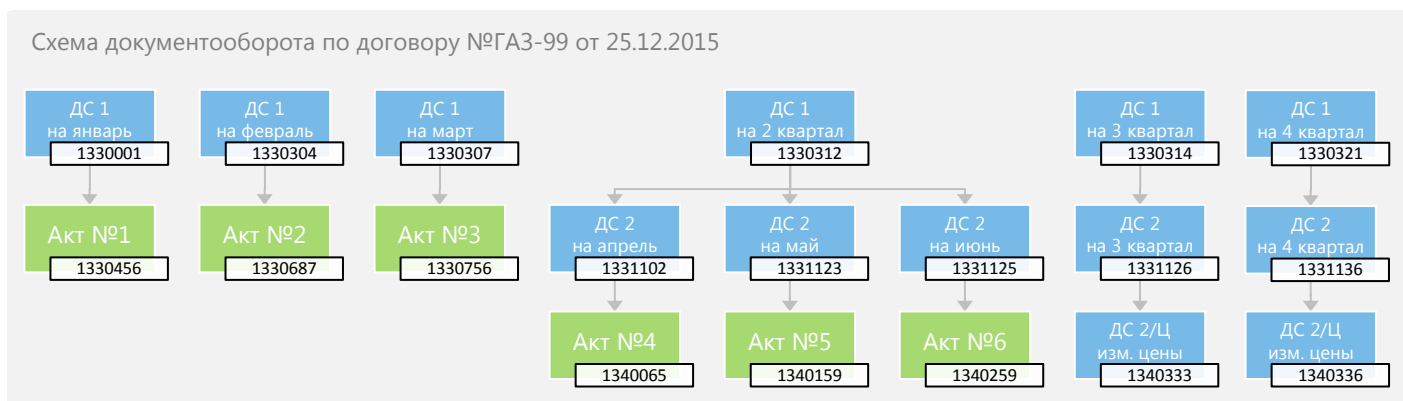 Схема документооборота по договору №ГАЗ-99 от 25.12.2015
ДС 1
на январь
1330001
ДС 1
на февраль
1330304
ДС 1
на март
1330307
ДС 1
на 2 квартал
1330312
ДС 1
на 3 квартал
1330314
ДС 1
на 4 квартал
1330321
Акт №1
1330456
Акт №2
1330687
Акт №3
1330756
ДС 2
на апрель
1331102
ДС 2
на май
1331123
ДС 2
на июнь
1331125
ДС 2
на 3 квартал
1331126
ДС 2
на 4 квартал
1331136
Акт №4
1340065
Акт №5
1340159
Акт №6
1340259
ДС 2/Ц
изм. цены
1340333
ДС 2/Ц
изм. цены
1340336